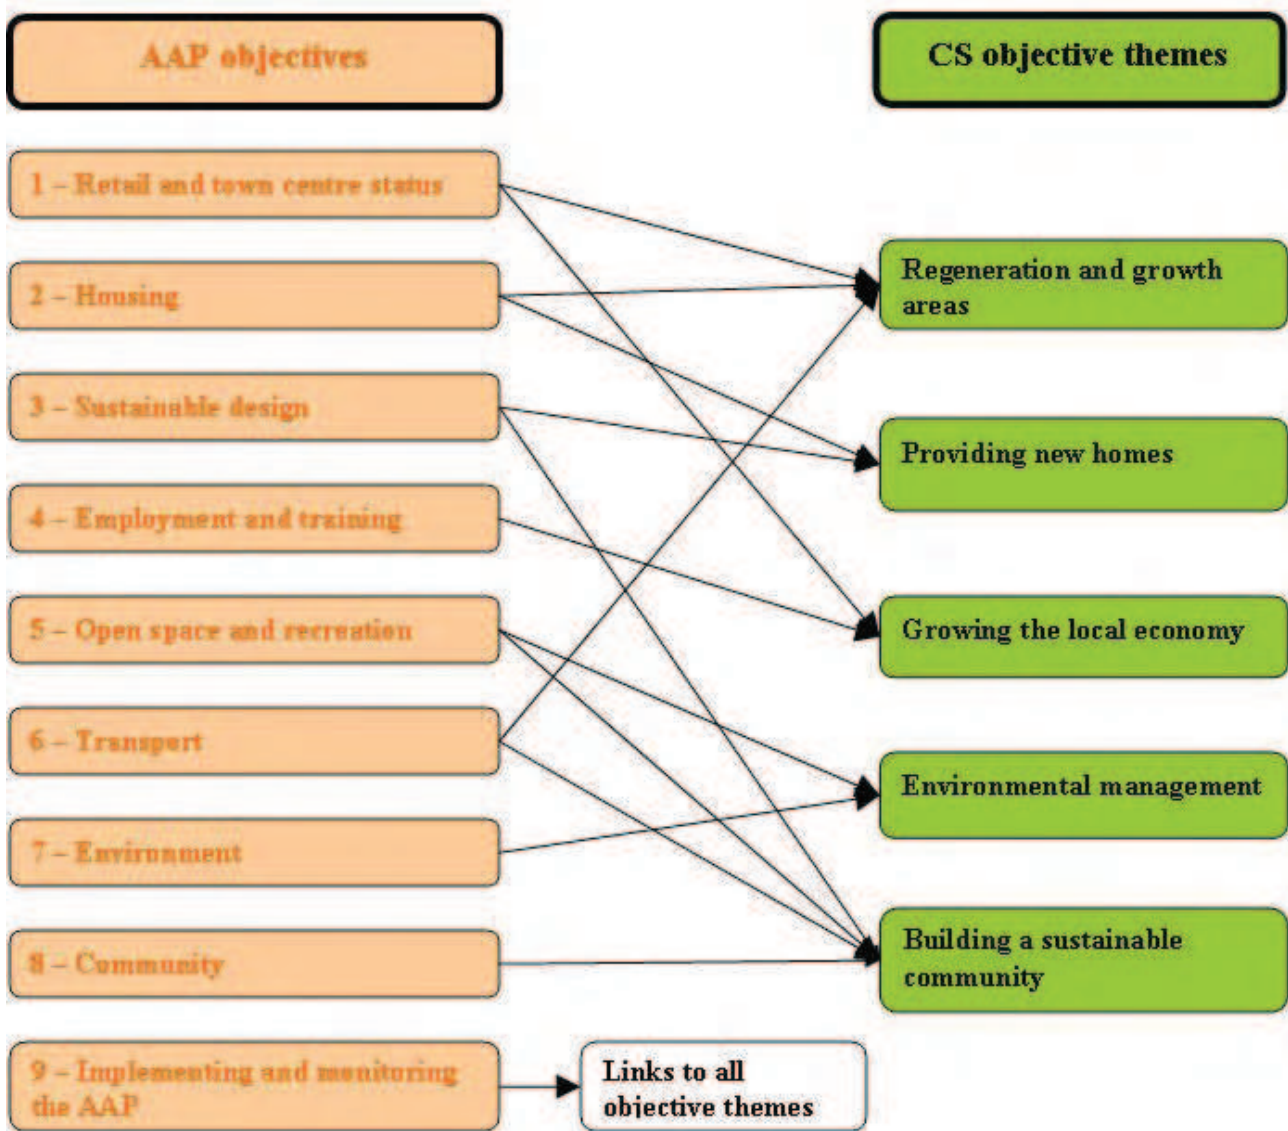 AAP objectives
CS objective themes
1 – Retail and town centre status
2 – Housing
3 – Sustainable design
4 – Employment and training
5 – Open space and recreation
6 – Transport
7 – Environment
8 – Community
9 – Implementing and monitoring
the AAP
Links to all
objective themes
Regeneration and growth
areas
Providing new homes
Growing the local economy
Environmental management
Building a sustainable
community